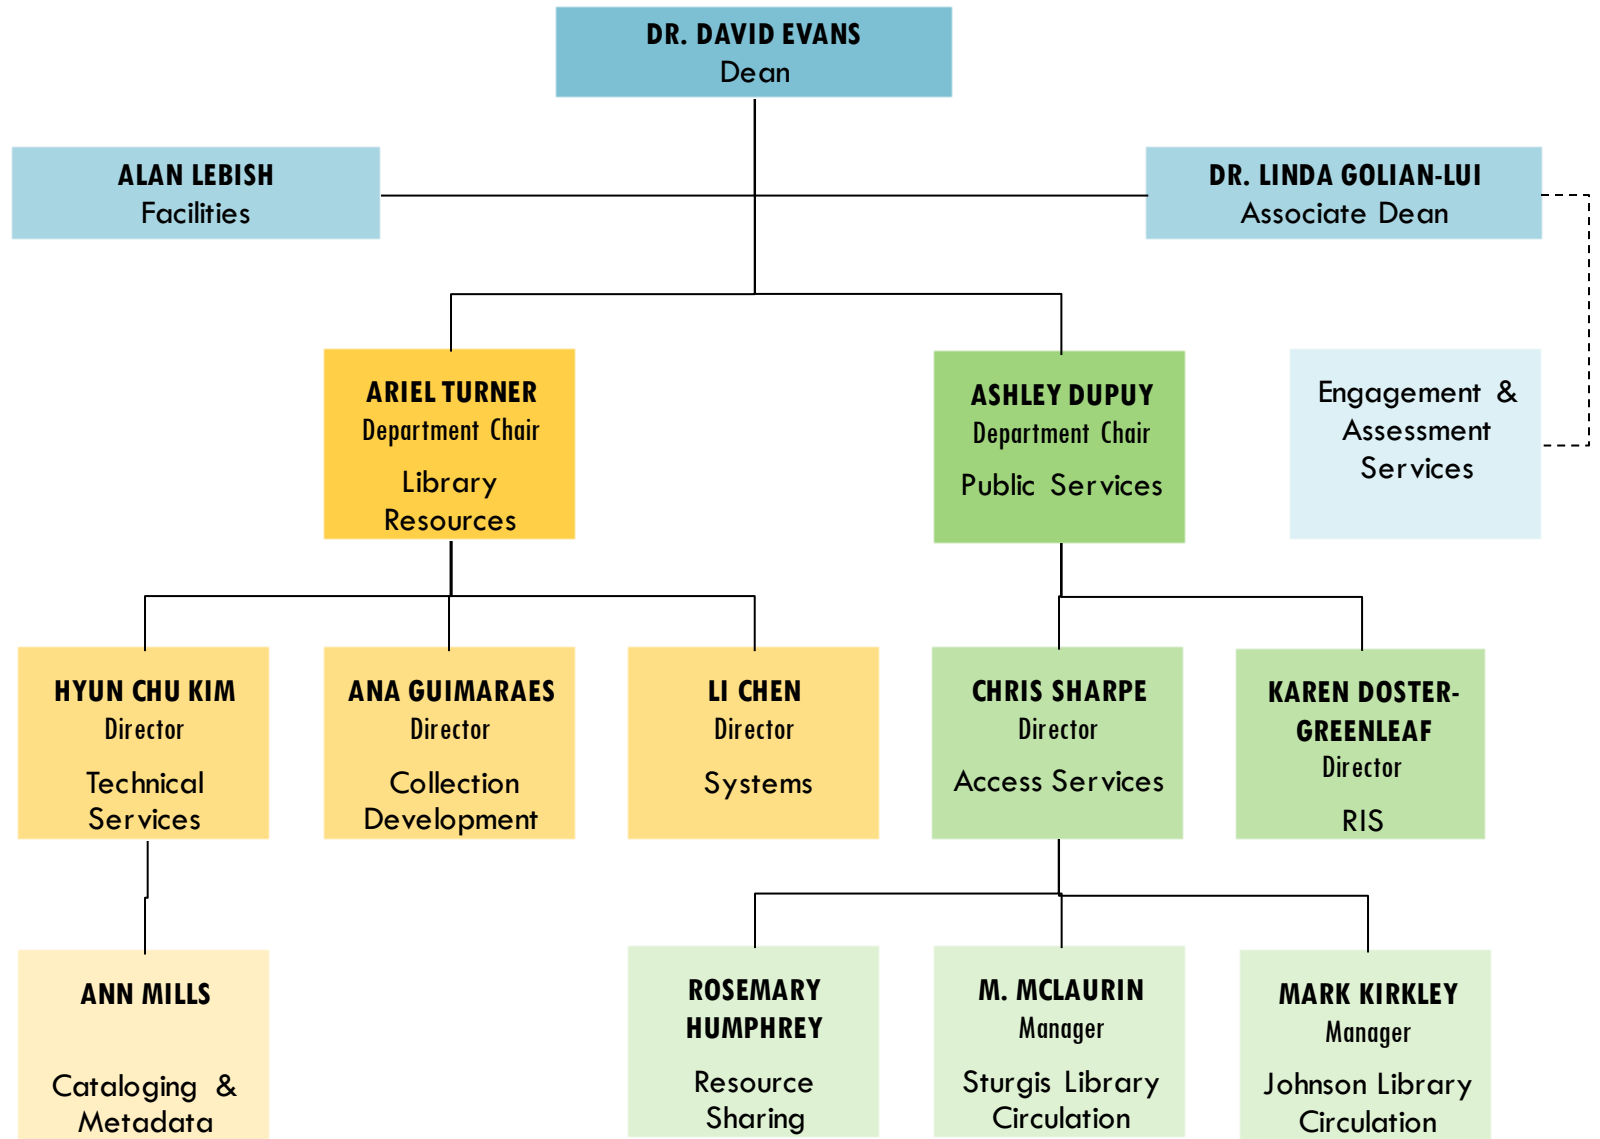 DR. DAVID EVANS
Dean
ALAN LEBISH
Facilities
DR. LINDA GOLIAN-LUI
Associate Dean
ARIEL TURNER
Department Chair
Library
Resources
ASHLEY DUPUY
Department Chair
Public Services
Engagement &
Assessment
Services
HYUN CHU KIM
Director
Technical
Services
ANA GUIMARAES
Director
Collection
Development
LI CHEN
Director
Systems
CHRIS SHARPE
Director
Access Services
KAREN DOSTER-
GREENLEAF
Director
RIS
ANN MILLS
Cataloging &
Metadata
ROSEMARY
HUMPHREY
Resource
Sharing
M. MCLAURIN
Manager
Sturgis Library
Circulation
MARK KIRKLEY
Manager
Johnson Library
Circulation